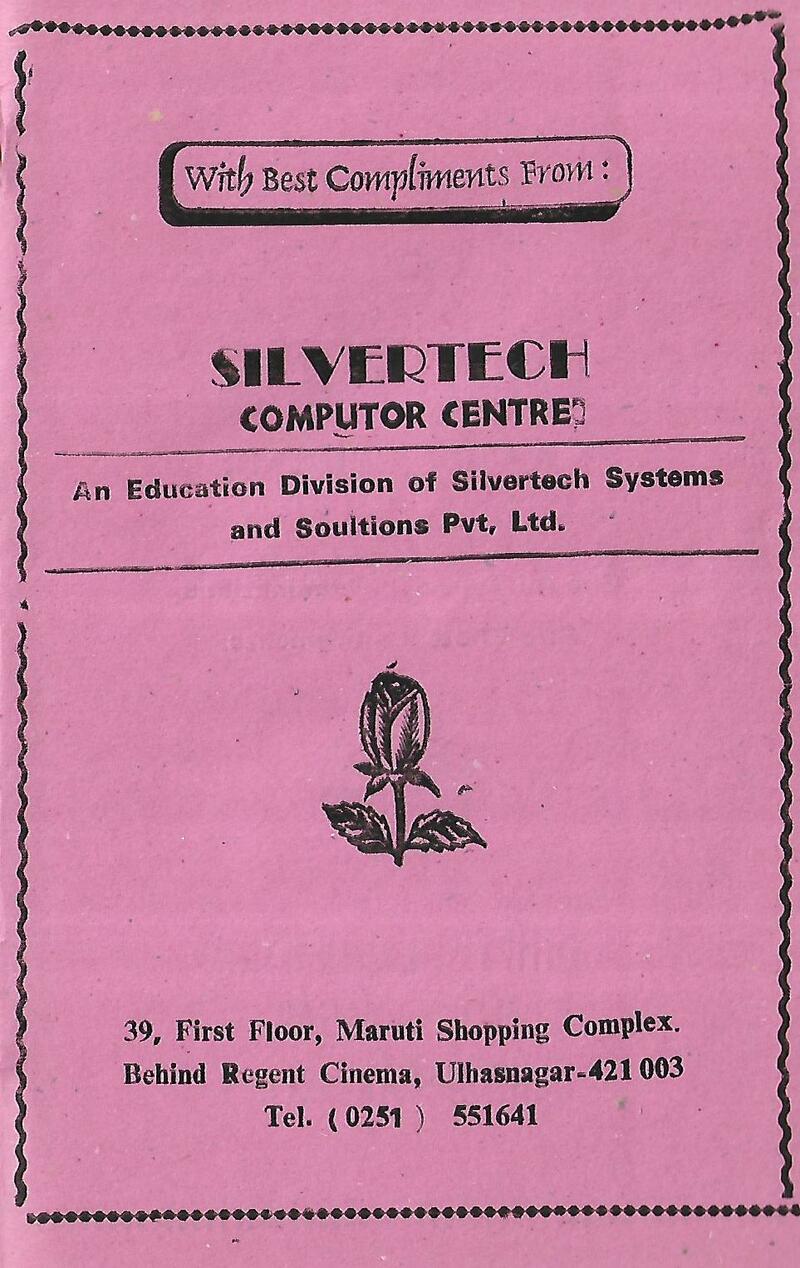 With Best Compliments From :
SILVERTECH
COMPUTOR CENTRE
An Education Division of Silvertech Systems
and Soultions Pvt, Ltd.
39, First Floor, Maruti Shopping Complex.
Behind Regent Cinema, Ulhasnagar-421 003
Tel. ( 0251 ) 551641